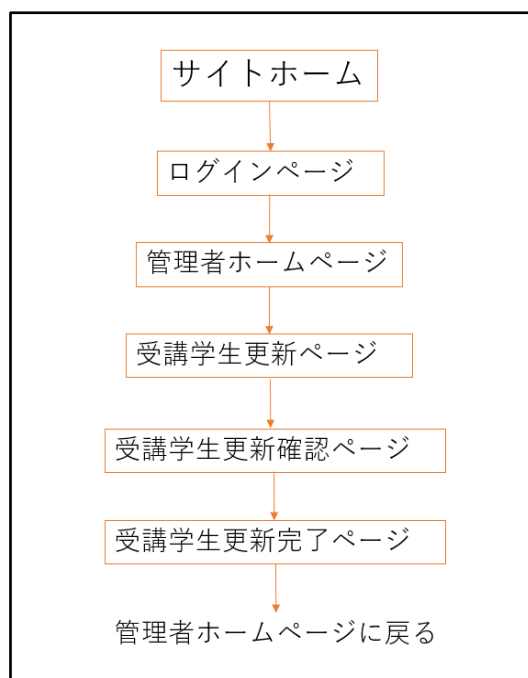 サイトホーム
ログインページ
管理者ホームページ
受講学生更新ページ
受講学生更新確認ページ
受講学生更新完了ページ
管理者ホームページに戻る